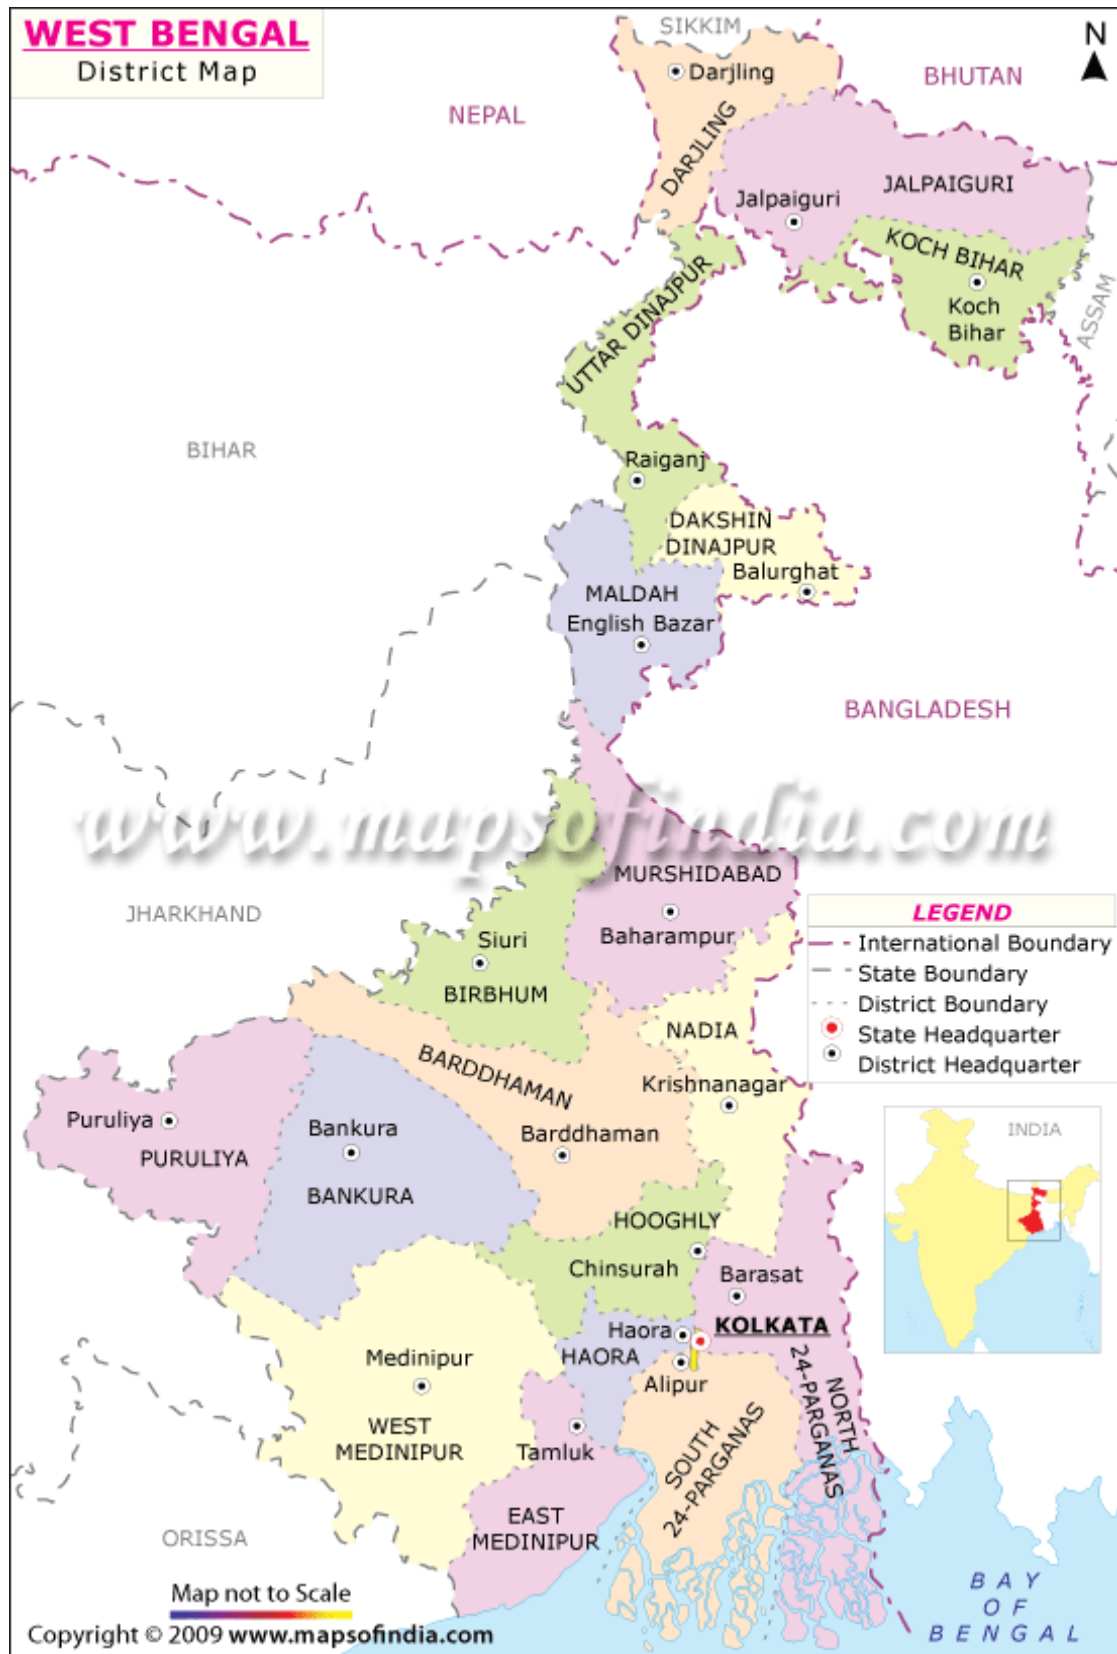 WEST BENGAL
District Map
SIKKIM
N
Darjling
BHUTAN
NEPAL
DARJLING
JALPAIGURI
Jalpaiguri
KOCH BIHAR
Koch
Bihar
ASSAM
UTTAR DINAJPUR
BIHAR
Raiganj
DAKSHIN
DINAJPUR
Balurghat
MALDAH
English Bazar
BANGLADESH
www.mapsofindia.com
MURSHIDABAD
Baharampur
JHARKHAND
Siuri
BIRBHUM
LEGEND
International Boundary
State Boundary
District Boundary
State Headquarter
District Headquarter
NADIA
Krishnanagar
BARDDHAMAN
Barddhaman
Puruliya
PURULIYA
Bankura
BANKURA
INDIA
HOOGHLY
Chinsurah
Barasat
KOLKATA
Haora
HAORA
Alipur
Medinipur
WEST
MEDINIPUR
Tamluk
EAST
MEDINIPUR
SOUTH
24-PARGANAS
NORTH
24-PARGANAS
ORISSA
BAY
OF
BENGAL
Map not to Scale
Copyright © 2009 www.mapsofindia.com